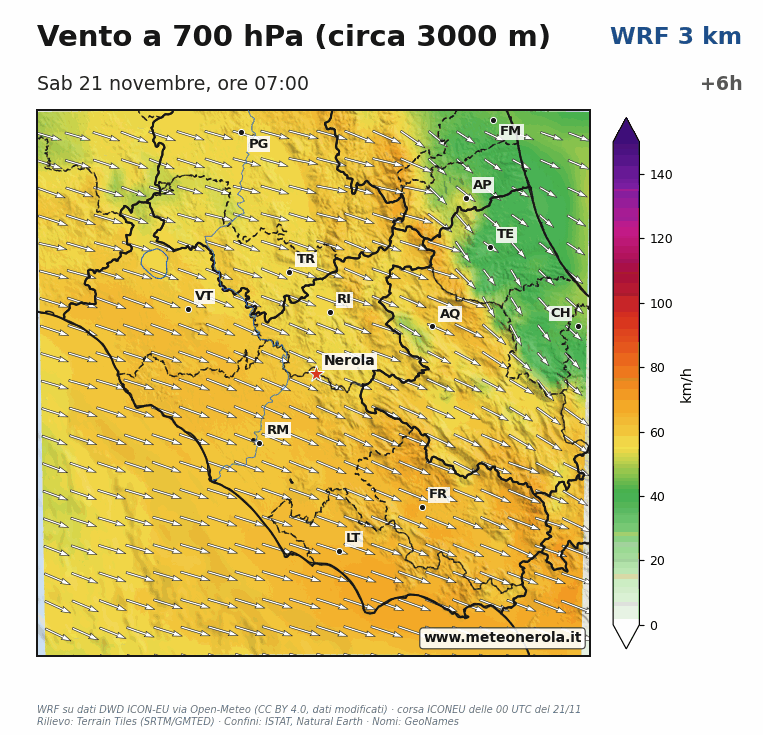 Vento a 700 hPa (circa 3000 m)
WRF 3 km
Sab 21 novembre, ore 07:00
+6h
FM
PG
AP
TE
TR
VT
RI
AQ
CH
Nerola
RM
FR
LT
www.meteonerola.it
140
120
100
80
60
40
20
0
km/h
WRF su dati DWD ICON-EU via Open-Meteo (CC BY 4.0, dati modificati) · corsa ICONEU delle 00 UTC del 21/11
Rilievo: Terrain Tiles (SRTM/GMTED) · Confini: ISTAT, Natural Earth · Nomi: GeoNames